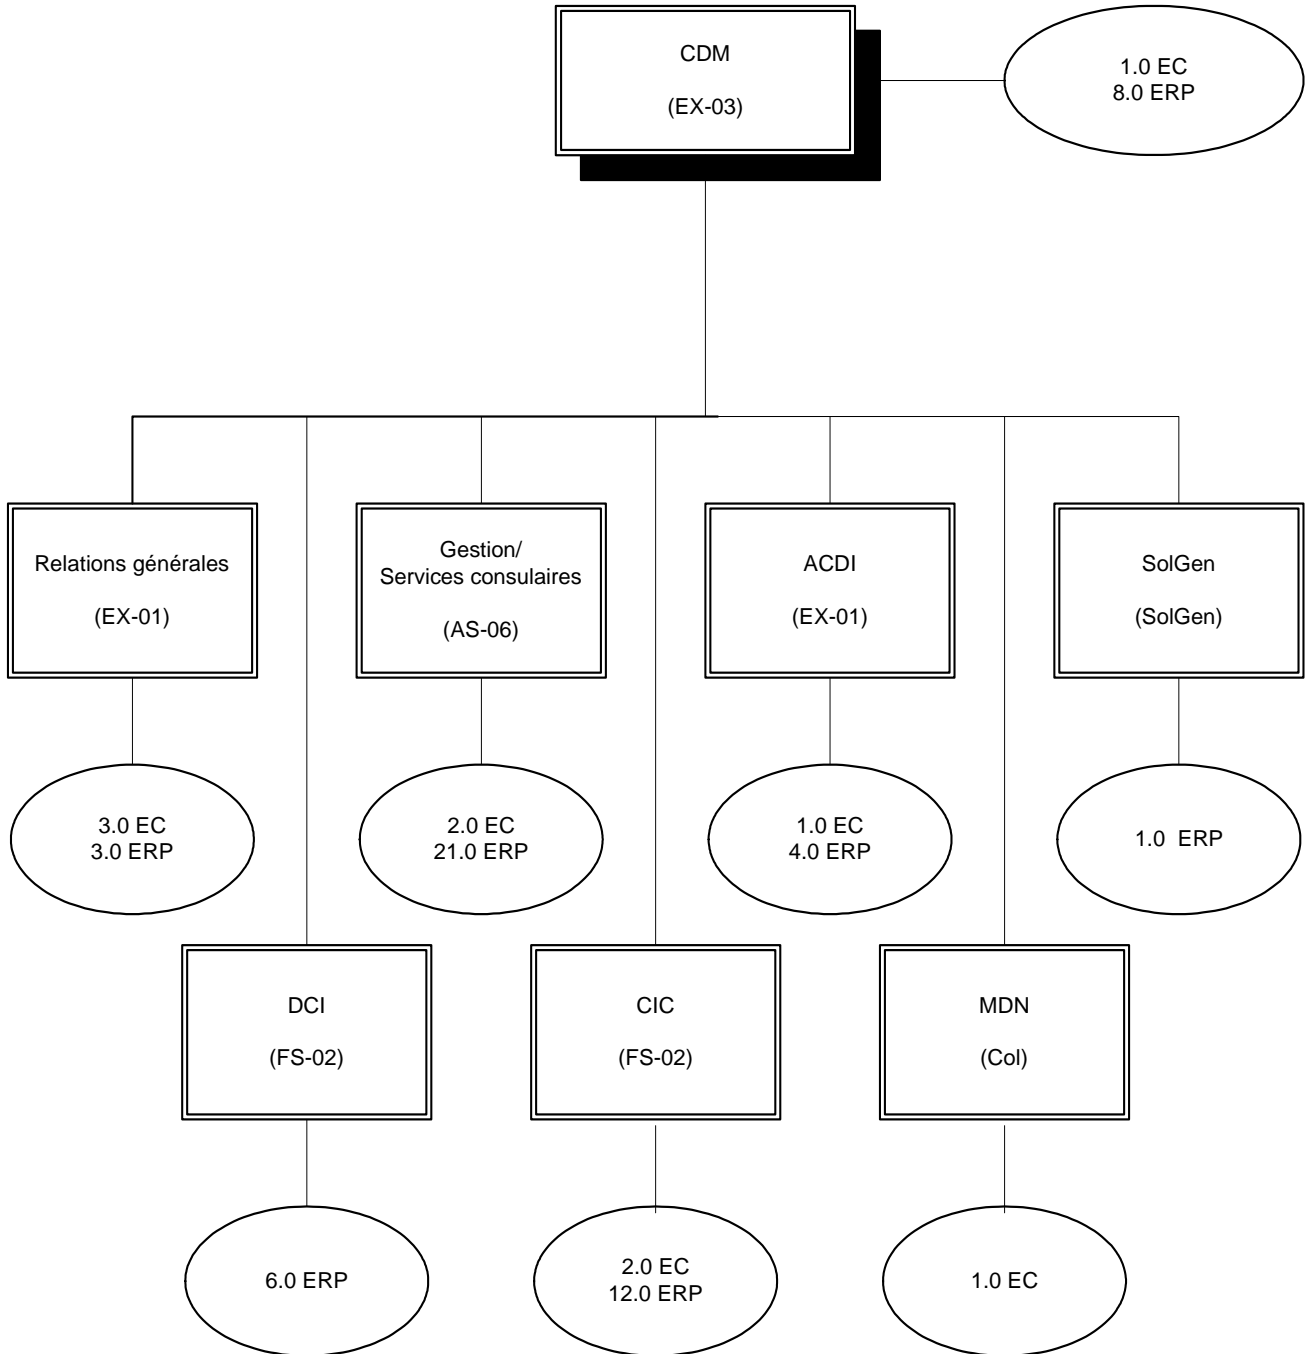 CDM
(EX-03)
1.0 EC
8.0 ERP
Relations générales
(EX-01)
Gestion/
Services consulaires
(AS-06)
ACDI
(EX-01)
SolGen
(SolGen)
3.0 EC
3.0 ERP
2.0 EC
21.0 ERP
1.0 EC
4.0 ERP
1.0 ERP
DCI
(FS-02)
CIC
(FS-02)
MDN
(Col)
6.0 ERP
2.0 EC
12.0 ERP
1.0 EC